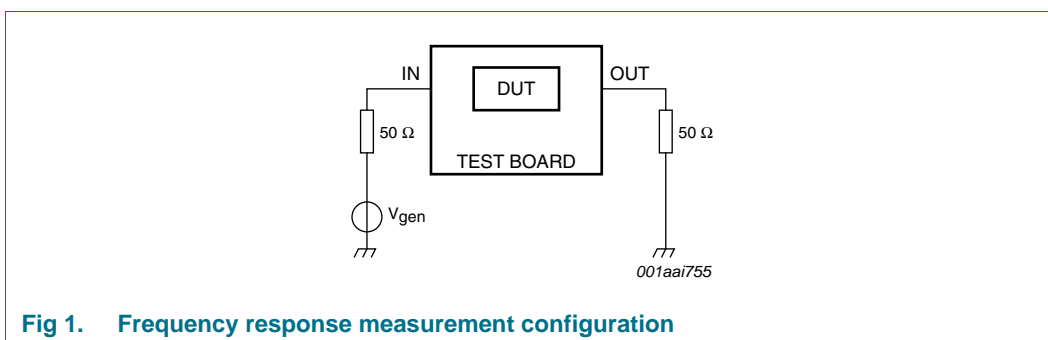 IN
OUT
DUT
50 Ω
50 Ω
TEST BOARD
Vgen
001aai755
Fig 1. Frequency response measurement configuration